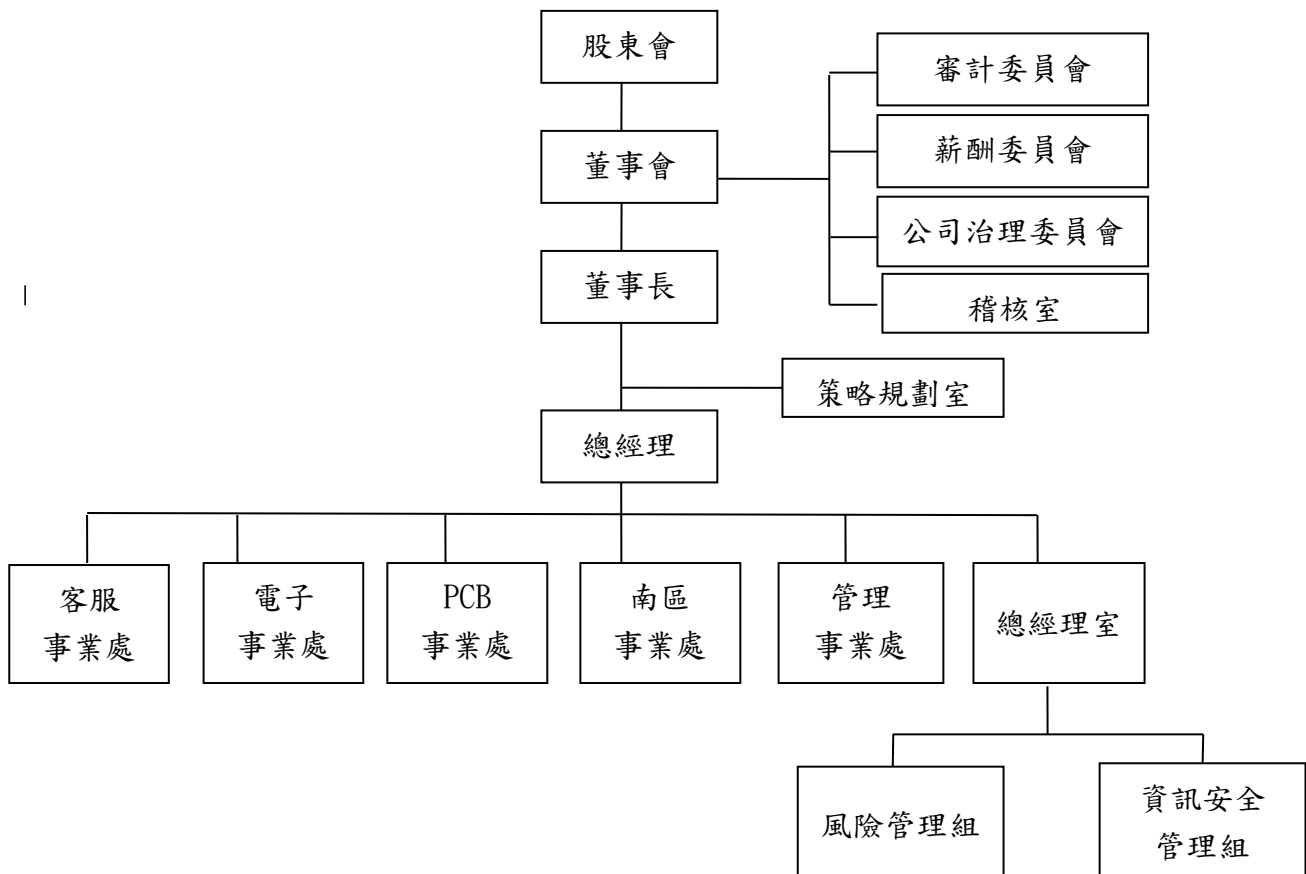 股東會
董事會
董事長
總經理
審計委員會
薪酬委員會
公司治理委員會
稽核室
策略規劃室
客服
事業處
電子
事業處
PCB
事業處
南區
事業處
管理
事業處
總經理室
風險管理組
資訊安全
管理組